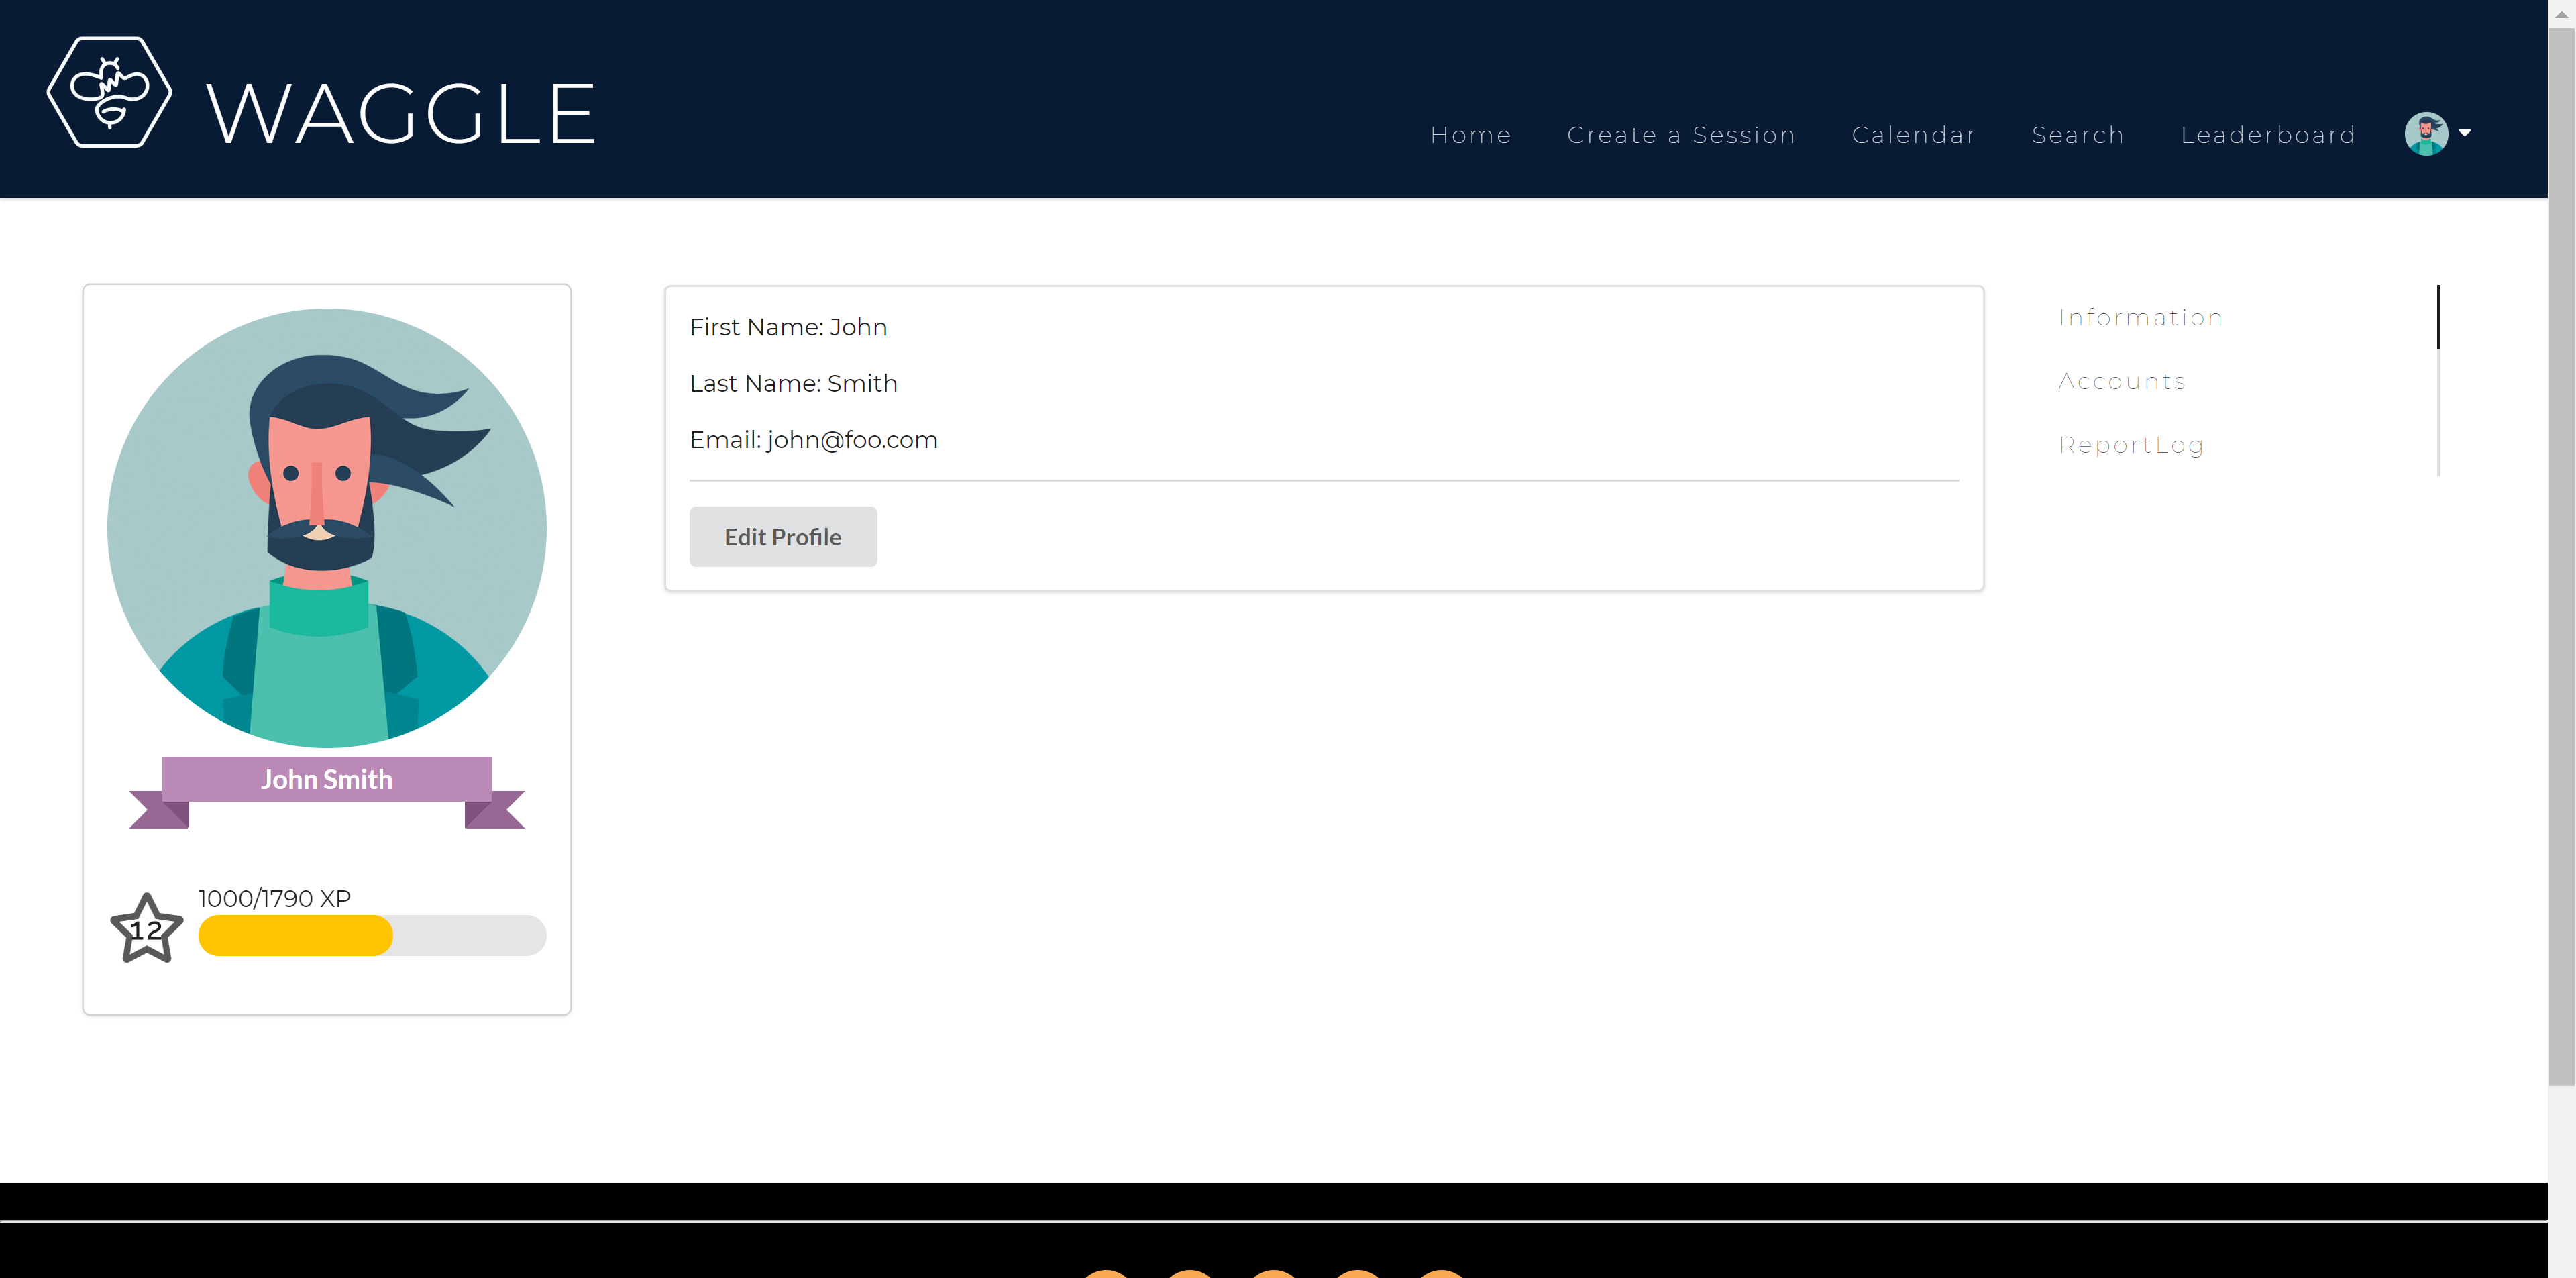 WAGGLE
Home Create a Session Calendar Search Leaderboard
First Name: John
Last Name: Smith
Email: john@foo.com
Edit Profile
Information
Accounts
ReportLog
John Smith
1000/1790 XP
12